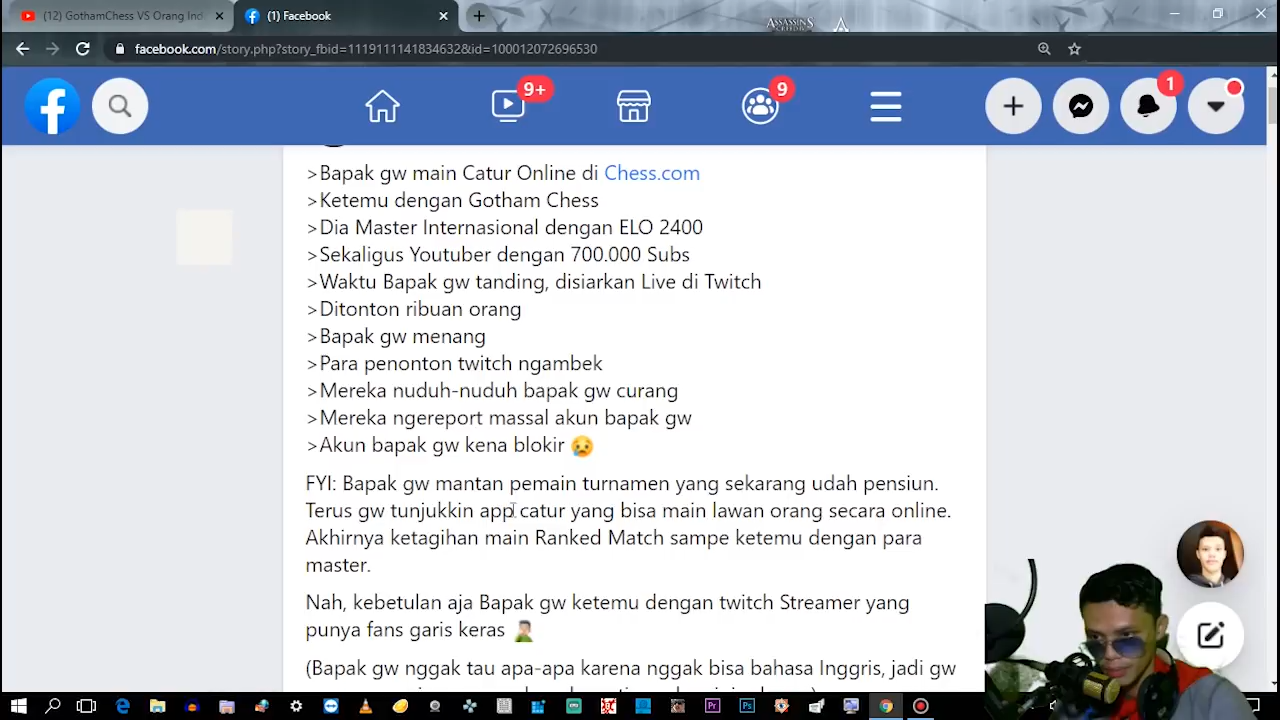 (12) GothamChess VS Orang Ind
(1) Facebook
ASSASSIN'S
facebook.com/story.php?story_fbid=1119111141834632&id=100012072696530
9+
9
1
>Bapak gw main Catur Online di Chess.com
>Ketemu dengan Gotham Chess
>Dia Master Internasional dengan ELO 2400
>Sekaligus Youtuber dengan 700.000 Subs
>Waktu Bapak gw tanding, disiarkan Live di Twitch
>Ditonton ribuan orang
>Bapak gw menang
>Para penonton twitch ngambek
>Mereka nuduh-nuduh bapak gw curang
>Mereka ngereport massal akun bapak gw
>Akun bapak gw kena blokir 😥
FYI: Bapak gw mantan pemain turnamen yang sekarang udah pensiun.
Terus gw tunjukkin app catur yang bisa main lawan orang secara online.
Akhirnya ketagihan main Ranked Match sampe ketemu dengan para
master.
Nah, kebetulan aja Bapak gw ketemu dengan twitch Streamer yang
punya fans garis keras
(Bapak gw nggak tau apa-apa karena nggak bisa bahasa Inggris, jadi gw
Pr
Ps